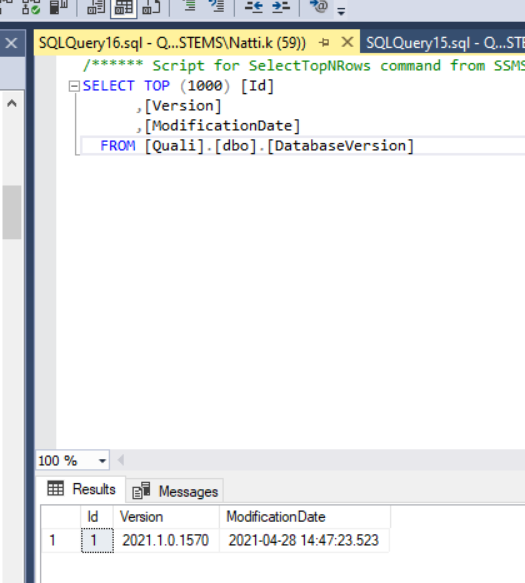 SQLQuery16.sql - Q...STEMS\Natti.k (59))
SQLQuery15.sql - Q...STE
/****** Script for SelectTopNRows command from SSMS
SELECT TOP (1000) [Id]
,[Version]
,[ModificationDate]
FROM [Quali].[dbo].[DatabaseVersion]
100 %
Results
Messages
Id Version ModificationDate
1 1 2021.1.0.1570 2021-04-28 14:47:23.523